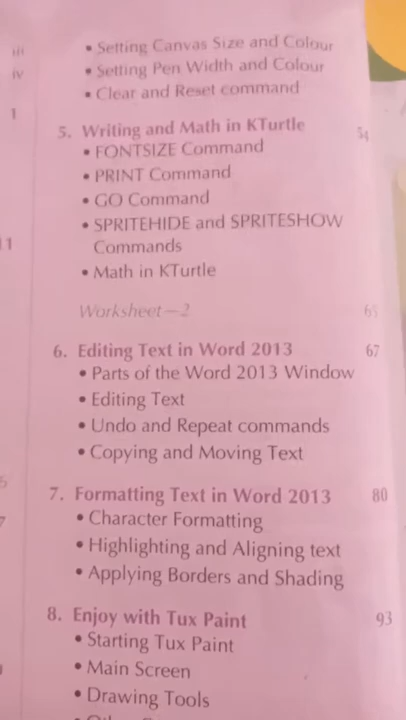 iii
iv
1
11
• Setting Canvas Size and Colour
• Setting Pen Width and Colour
• Clear and Reset command
5. Writing and Math in KTurtle 54
• FONTSIZE Command
• PRINT Command
• GO Command
• SPRITEHIDE and SPRITESHOW
Commands
• Math in KTurtle
Worksheet—2 65
6. Editing Text in Word 2013 67
• Parts of the Word 2013 Window
• Editing Text
• Undo and Repeat commands
• Copying and Moving Text
7. Formatting Text in Word 2013 80
• Character Formatting
• Highlighting and Aligning text
• Applying Borders and Shading
8. Enjoy with Tux Paint 93
• Starting Tux Paint
• Main Screen
• Drawing Tools